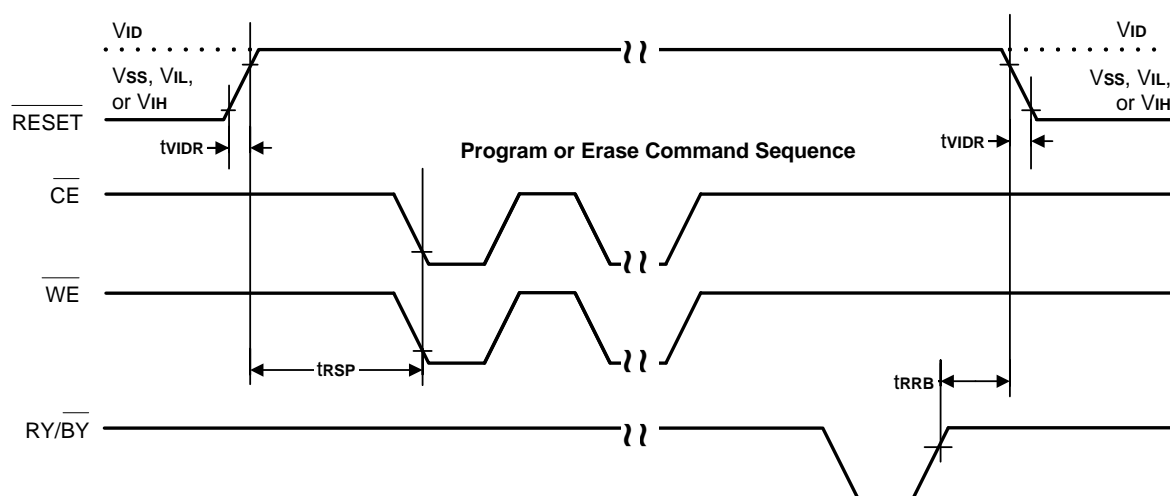 VID
VID
VSS, VIL,
or VIH
VSS, VIL,
or VIH
RESET
tVIDR
Program or Erase Command Sequence
tVIDR
CE
WE
tRSP
tRRB
RY/BY